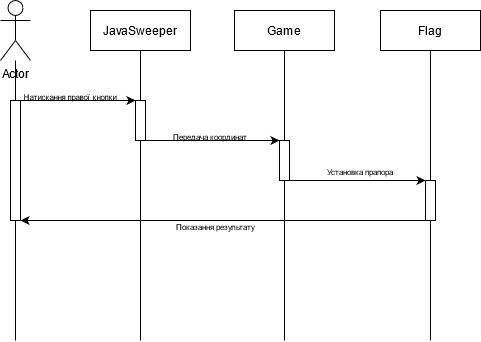 JavaSweeper
Game
Flag
Actor
Натискання правої кнопки
Передача координат
Установка прапора
Показання результату